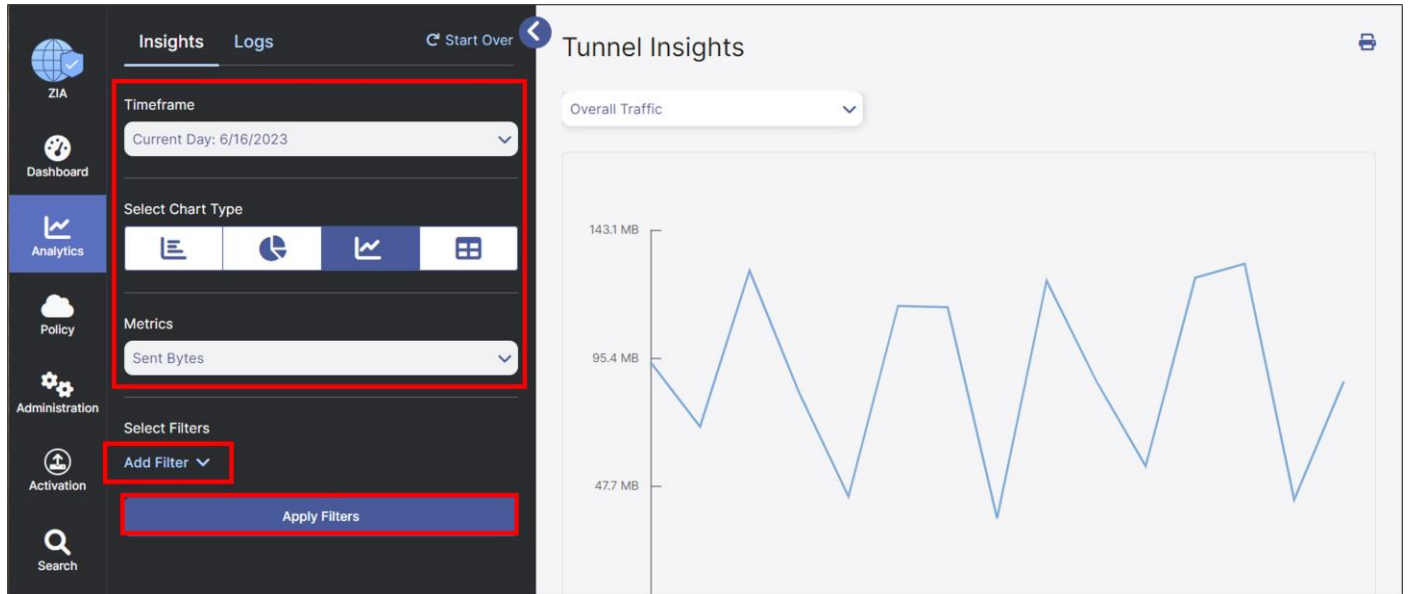 ZIA
Dashboard
Analytics
Policy
Administration
Activation
Search
Insights Logs Start Over
Timeframe
Current Day: 6/16/2023
Select Chart Type
Metrics
Sent Bytes
Select Filters
Add Filter
Apply Filters
Tunnel Insights
Overall Traffic
143.1 MB
95.4 MB
47.7 MB